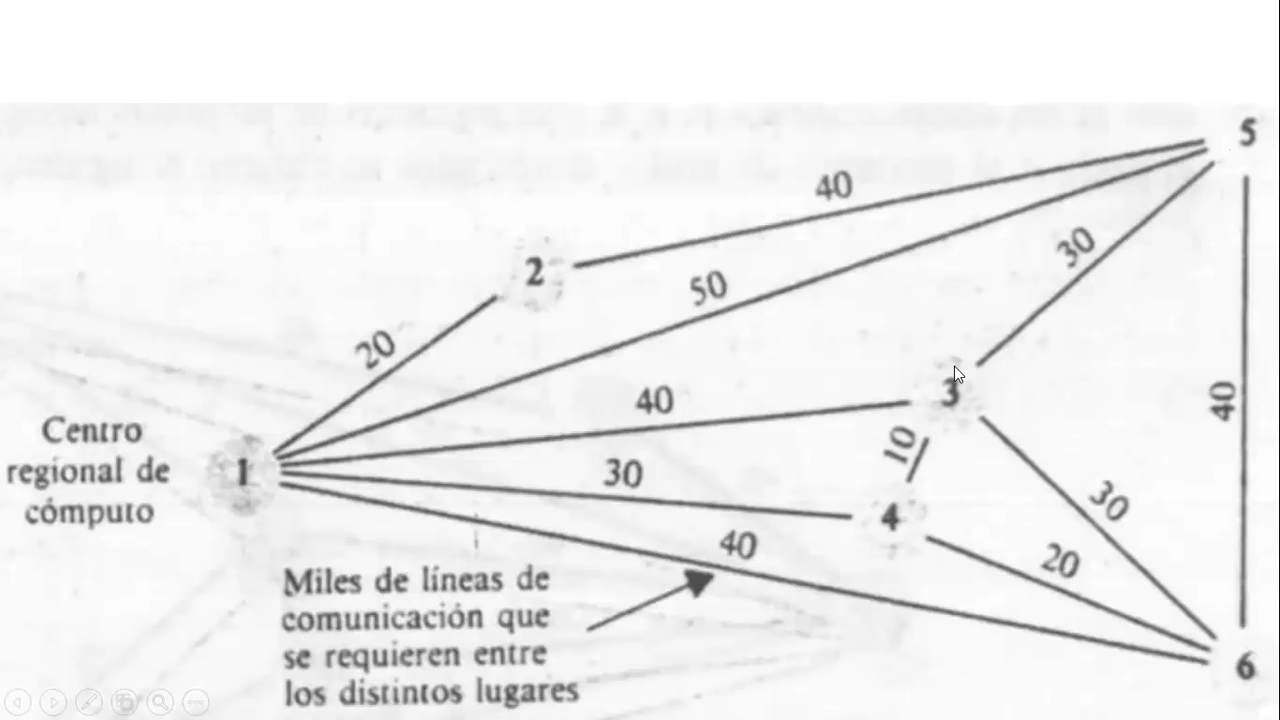 5
40
2
30
50
20
3
40
40
Centro
regional de
cómputo
1
10
30
4
30
40
20
Miles de líneas de
comunicación que
se requieren entre
los distintos lugares
6